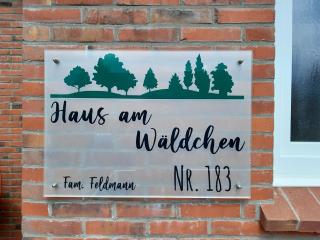 Haus am
Wäldchen
Fam. Feldmann Nr. 183